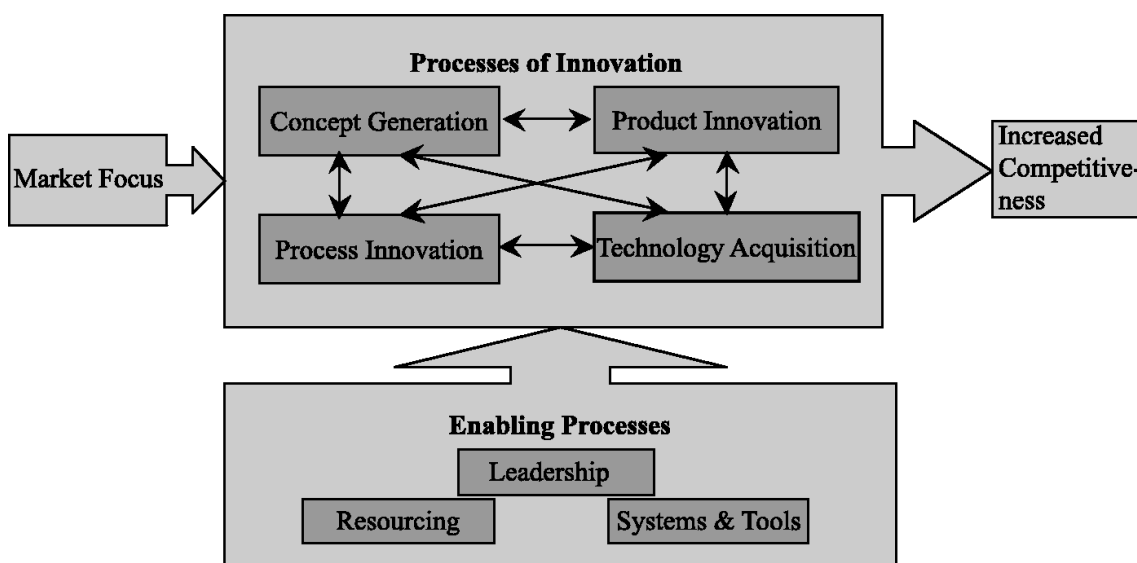 Processes of Innovation
Concept Generation
Product Innovation
Market Focus
Increased
Competitive-
ness
Process Innovation
Technology Acquisition
Enabling Processes
Leadership
Resourcing
Systems & Tools